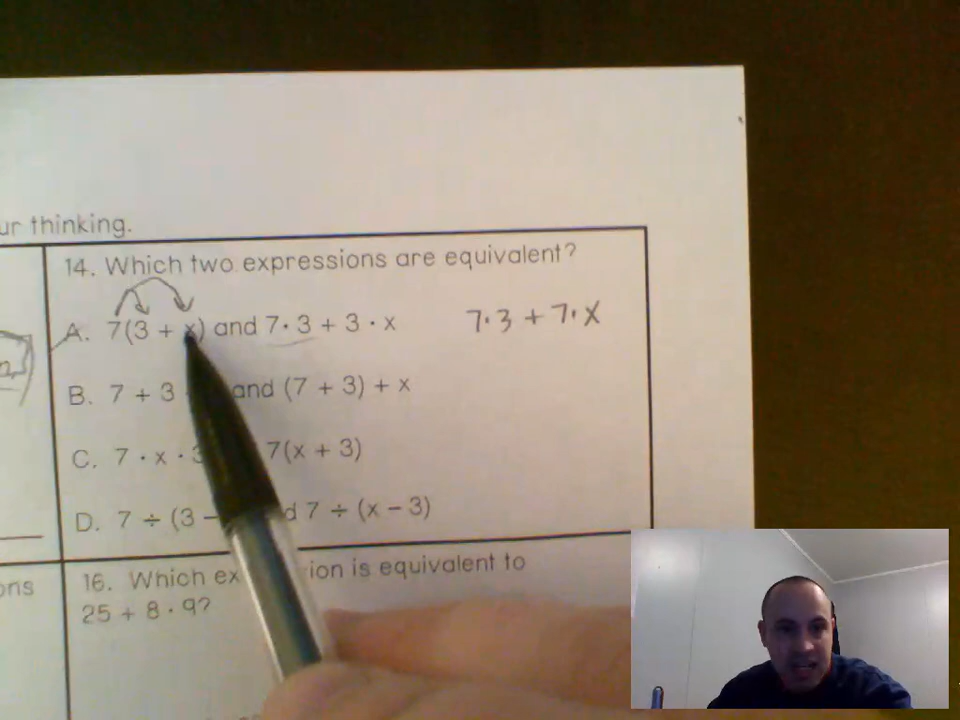 ur thinking.
14. Which two expressions are equivalent?
A. 7(3 + x) and 7 · 3 + 3 · x
7·3 + 7·x
B. 7 + 3 and (7 + 3) + x
C. 7 · x · 3 7(x + 3)
D. 7 ÷ (3 − d 7 ÷ (x − 3)
ons
16. Which ex ion is equivalent to
25 + 8 · 9?